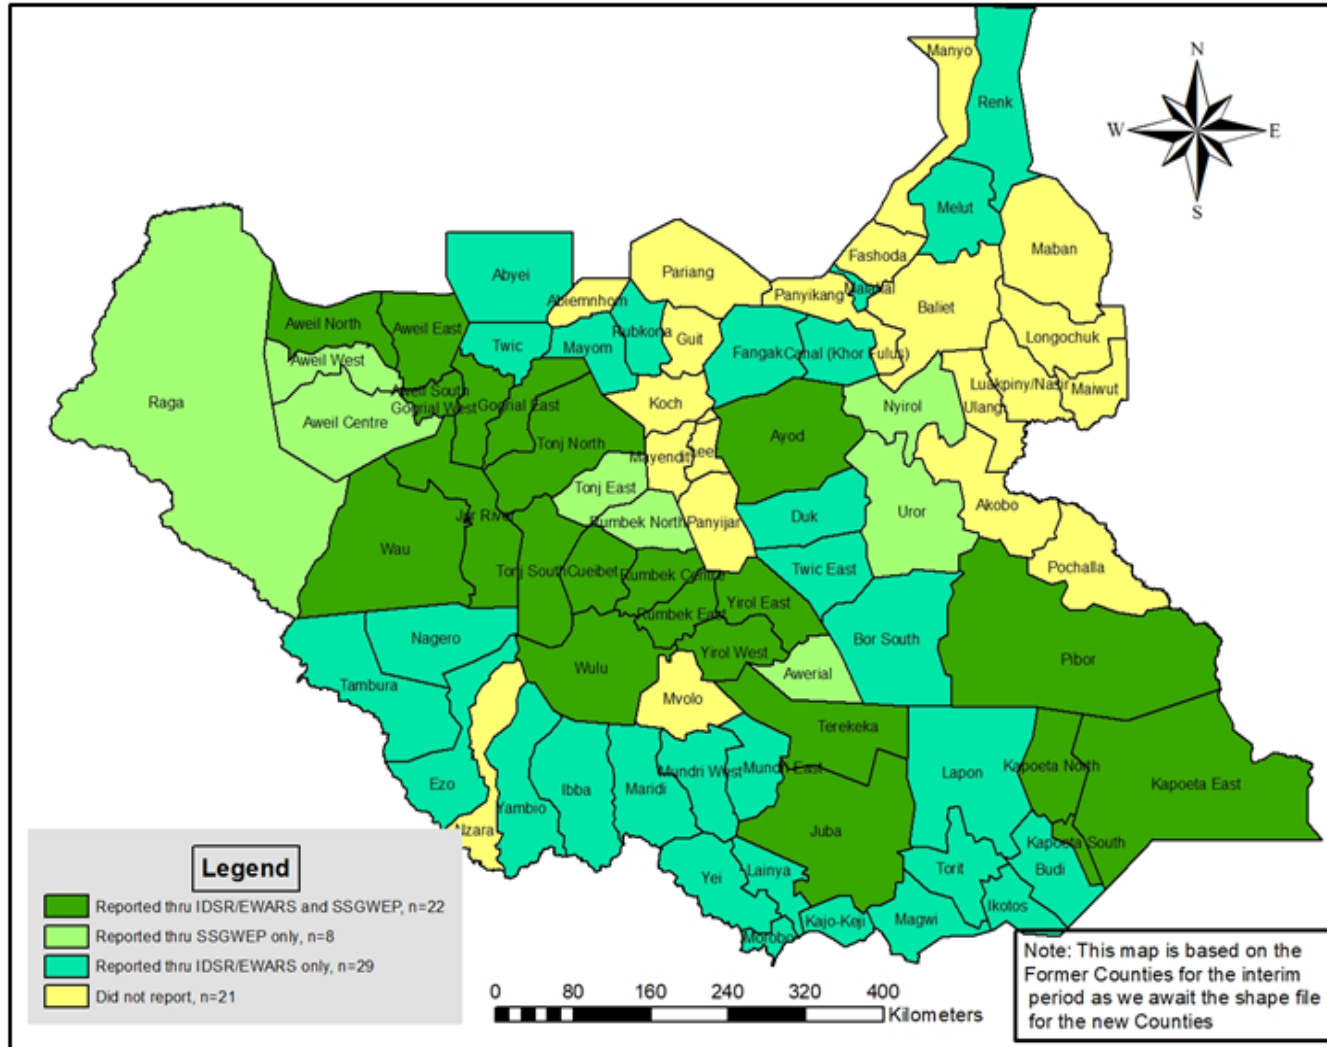 Manyo
N
Renk
W
E
S
Melut
Maban
Fashoda
Abyei
Pariang
Abiemnhom
Panyikang
Malakal
Baliet
Aweil North
Aweil East
Longochuk
Twic
Mayom
Rubkona
Guit
Fangak
Canal (Khor Fulus)
Aweil West
Luakpiny/Nasir
Maiwut
Raga
Aweil South
Gogrial West
Gogrial East
Koch
Nyirol
Ulang
Aweil Centre
Tonj North
Ayod
Mayendit
Tonj East
Akobo
Jur River
Rumbek North
Panyijar
Duk
Uror
Wau
Tonj South
Cueibet
Rumbek Centre
Twic East
Pochalla
Yirol East
Rumbek East
Nagero
Bor South
Yirol West
Pibor
Wulu
Awerial
Tambura
Mvolo
Terekeka
Mundri West
Mundri East
Lapon
Kapoeta North
Ezo
Ibba
Maridi
Kapoeta East
Yambio
Nzara
Juba
Kapoeta South
Yei
Lainya
Torit
Budi
Ikotos
Kajo-Keji
Magwi
Morobo
Legend
Reported thru IDSR/EWARS and SSGWEP, n=22
Reported thru SSGWEP only, n=8
Reported thru IDSR/EWARS only, n=29
Did not report, n=21
0 80 160 240 320 400
Kilometers
Note: This map is based on the
Former Counties for the interim
period as we await the shape file
for the new Counties